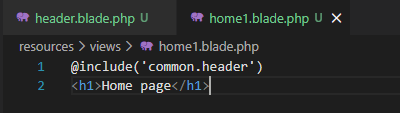 header.blade.php U home1.blade.php U
resources > views > home1.blade.php
1 @include('common.header')
2 <h1>Home page</h1>